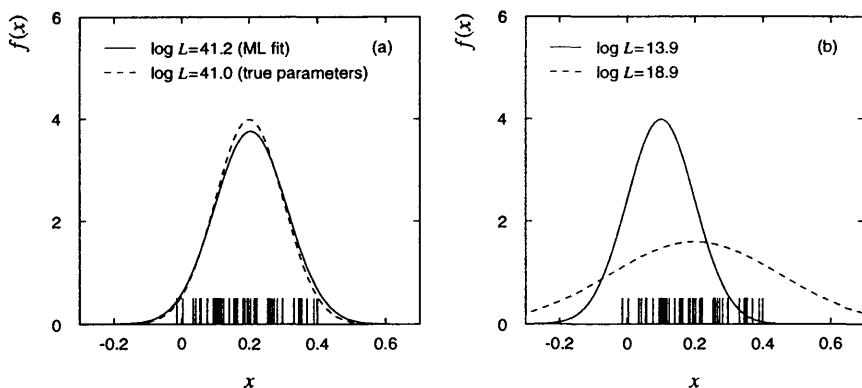 f(x)
6
4
2
0
log L=41.2 (ML fit)
log L=41.0 (true parameters)
(a)
-0.2 0 0.2 0.4 0.6
x
f(x)
6
4
2
0
log L=13.9
log L=18.9
(b)
-0.2 0 0.2 0.4 0.6
x